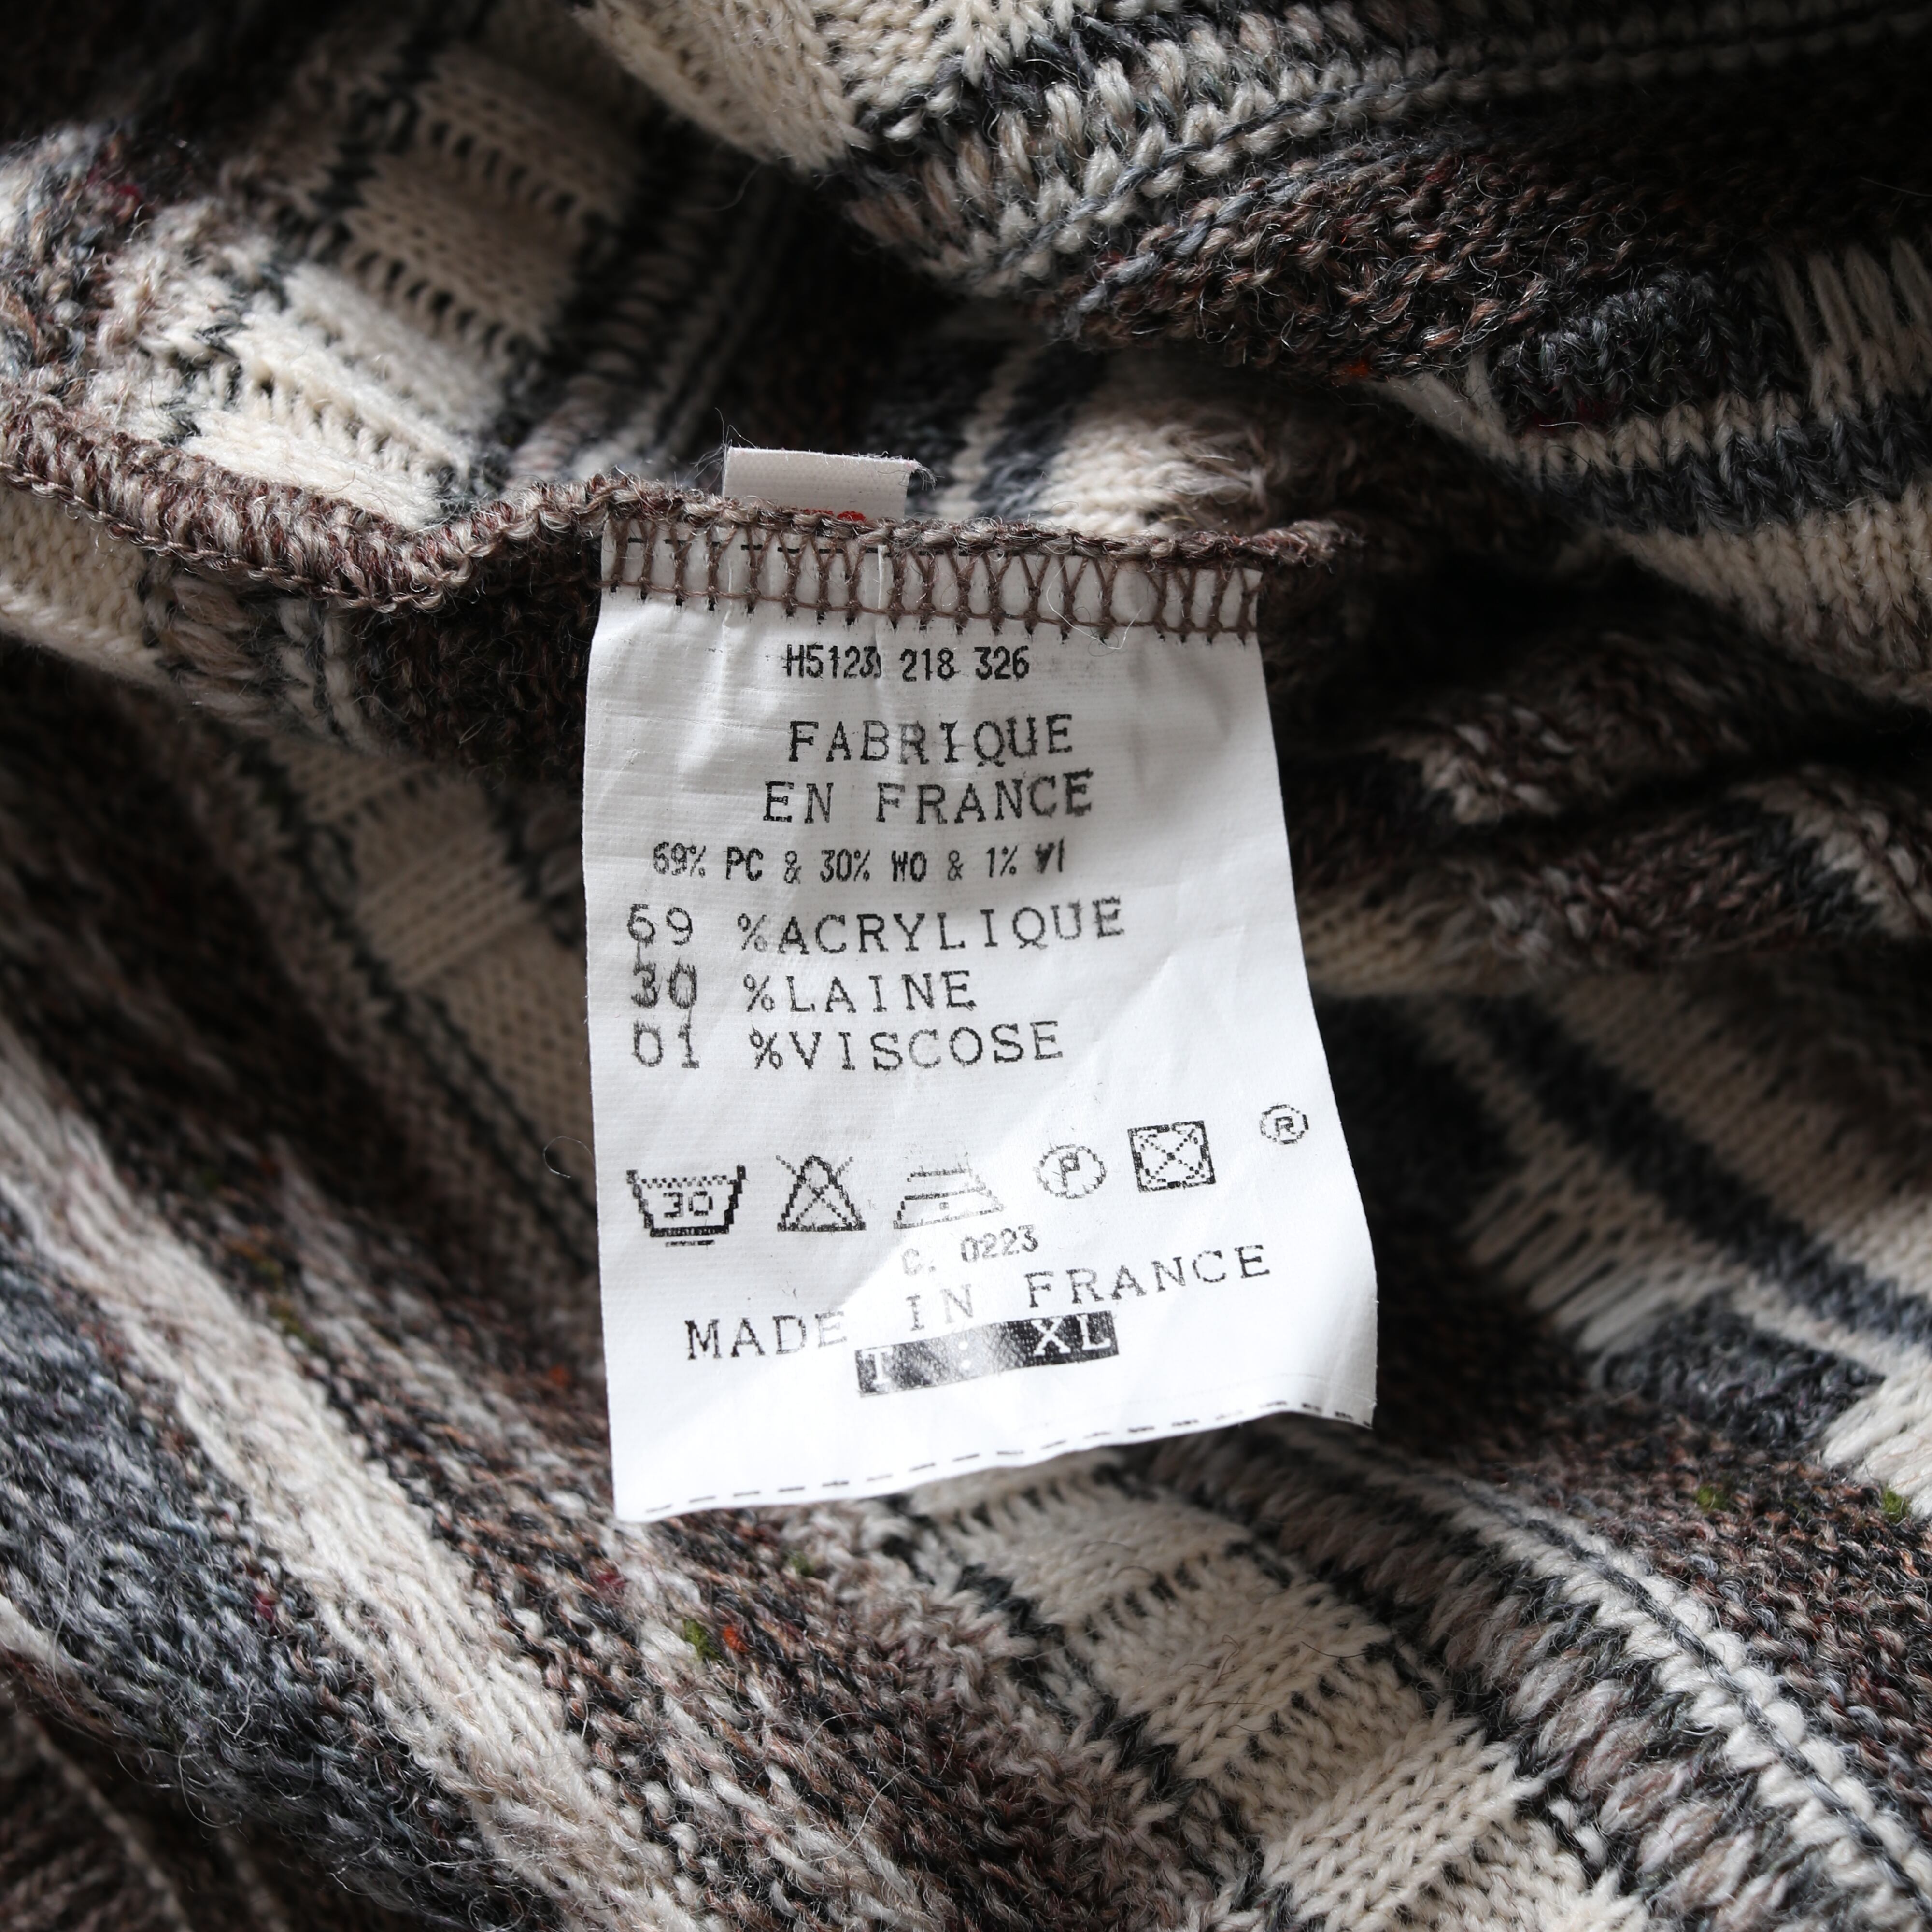 H5123 218 326
FABRIQUE
EN FRANCE
69% PC & 30% WO & 1% VI
69 %ACRYLIQUE
30 %LAINE
01 %VISCOSE
30 P ®
C. 0223
MADE IN FRANCE
T : XL